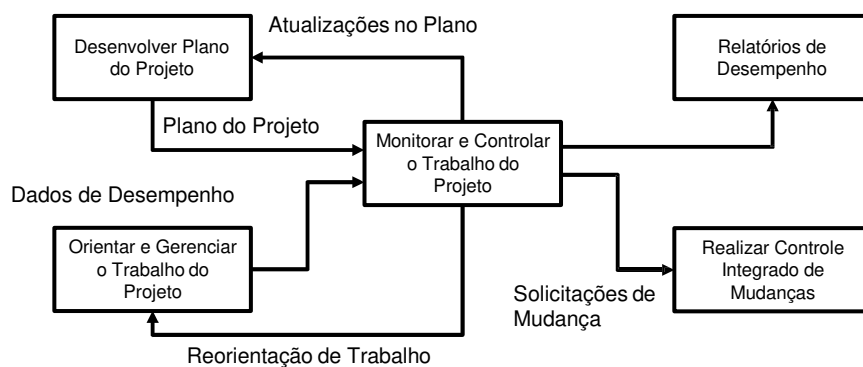 Atualizações no Plano
Desenvolver Plano
do Projeto
Relatórios de
Desempenho
Plano do Projeto
Monitorar e Controlar
o Trabalho do
Projeto
Dados de Desempenho
Orientar e Gerenciar
o Trabalho do
Projeto
Realizar Controle
Integrado de
Mudanças
Solicitações de
Mudança
Reorientação de Trabalho